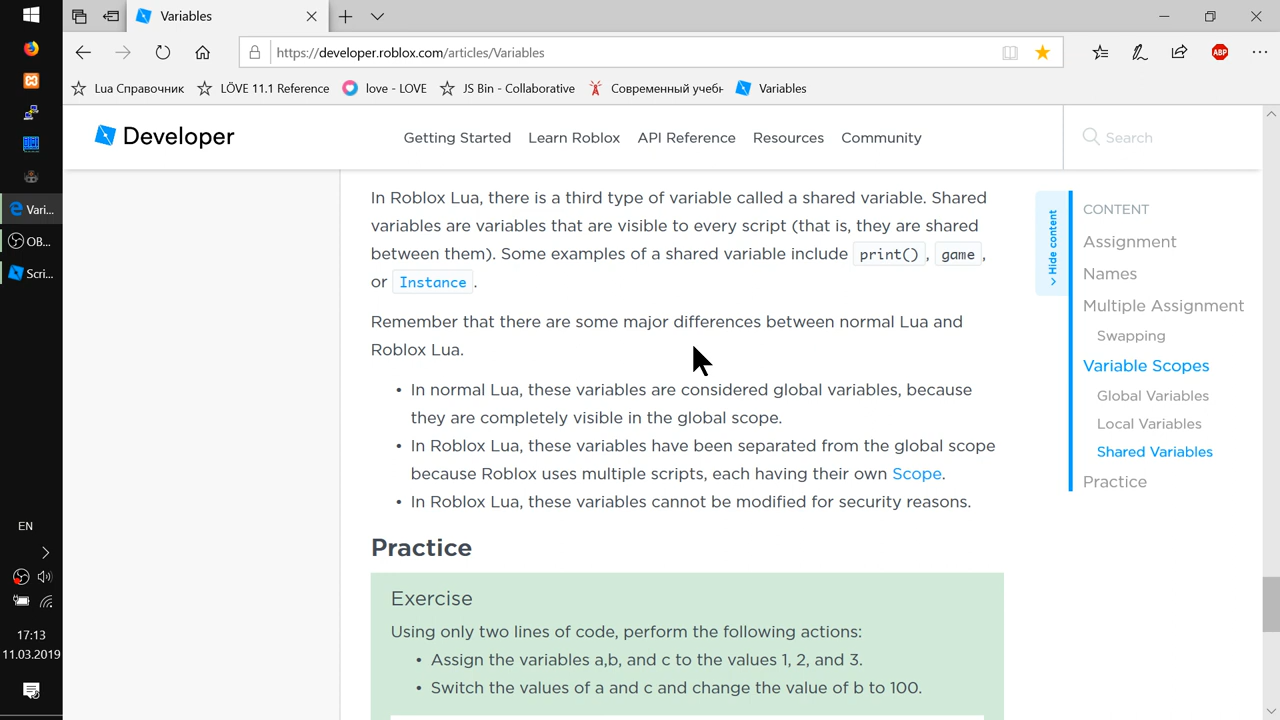 Variables
https://developer.roblox.com/articles/Variables
ABP
Lua Справочник
LÖVE 11.1 Reference
love - LOVE
JS Bin - Collaborative
Современный учебн
Variables
Developer
Getting Started
Learn Roblox
API Reference
Resources
Community
Search
In Roblox Lua, there is a third type of variable called a shared variable. Shared
variables are variables that are visible to every script (that is, they are shared
between them). Some examples of a shared variable include print(), game,
or Instance.
Remember that there are some major differences between normal Lua and
Roblox Lua.
• In normal Lua, these variables are considered global variables, because
they are completely visible in the global scope.
• In Roblox Lua, these variables have been separated from the global scope
because Roblox uses multiple scripts, each having their own Scope.
• In Roblox Lua, these variables cannot be modified for security reasons.
Practice
Exercise
Using only two lines of code, perform the following actions:
• Assign the variables a,b, and c to the values 1, 2, and 3.
• Switch the values of a and c and change the value of b to 100.
Hide content
CONTENT
Assignment
Names
Multiple Assignment
Swapping
Variable Scopes
Global Variables
Local Variables
Shared Variables
Practice
Vari...
OB...
Scri...
EN
17:13
11.03.2019